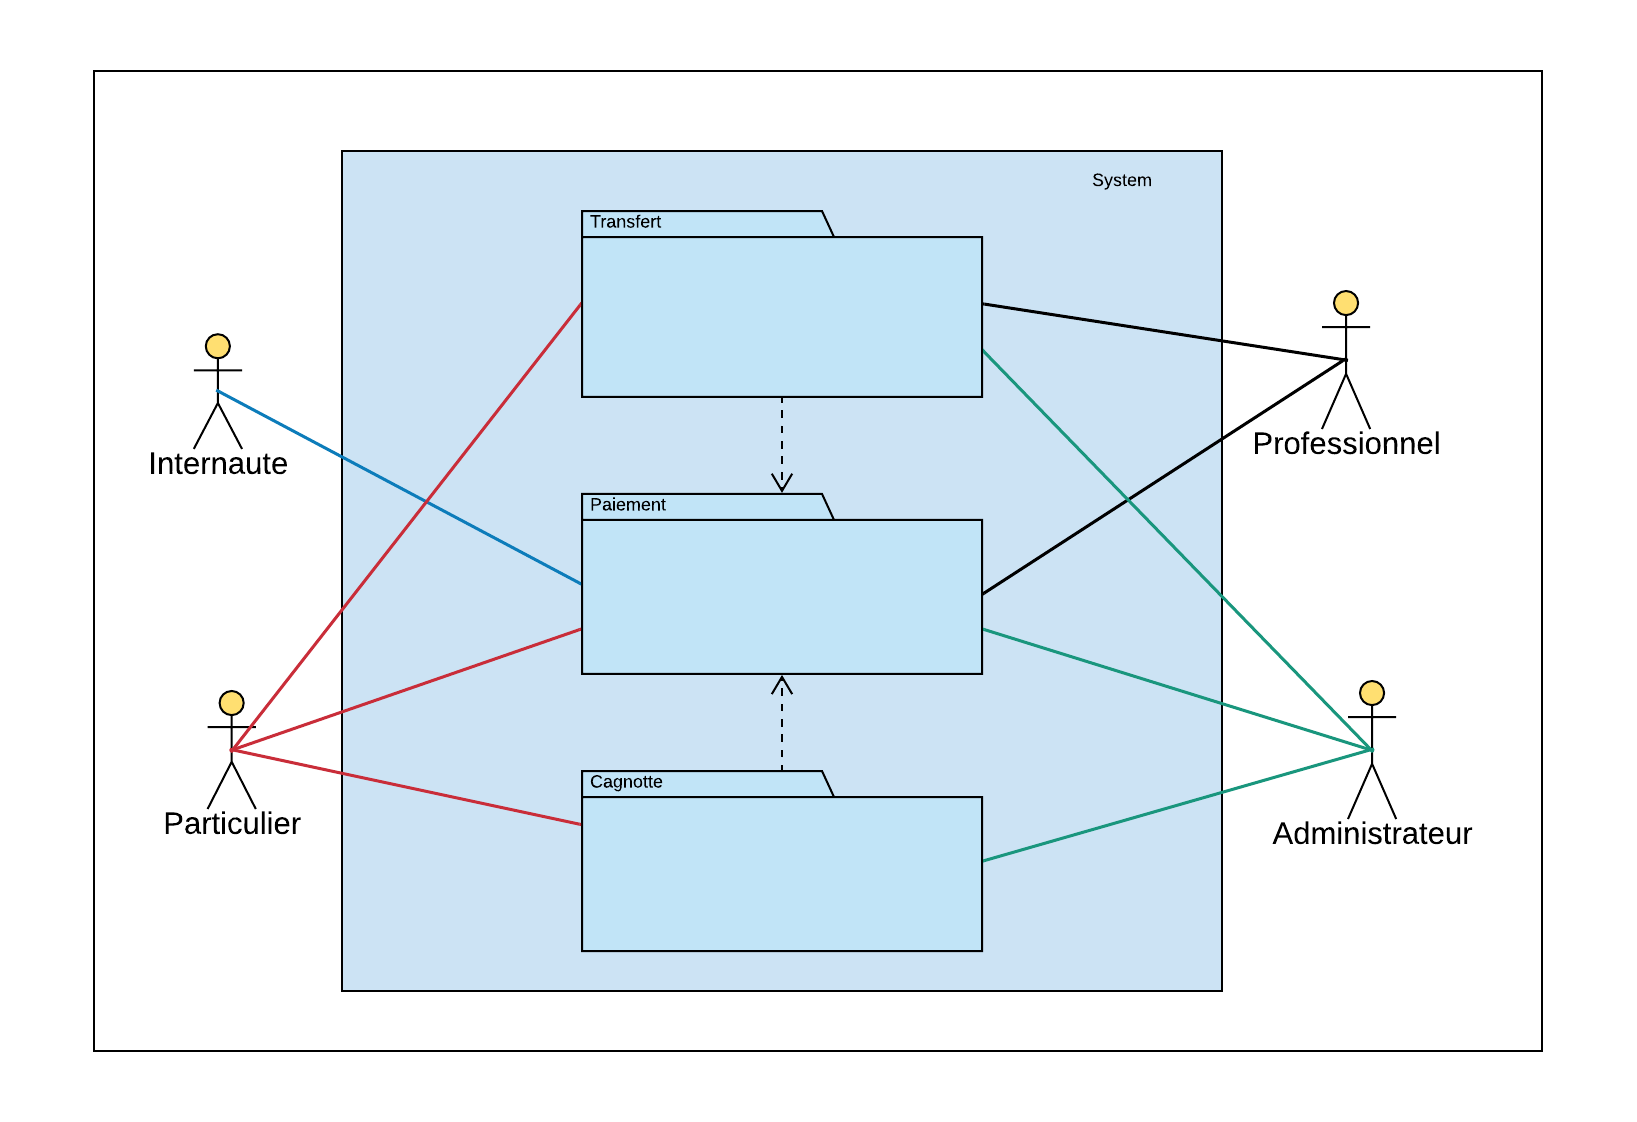 System
Transfert
Internaute
Professionnel
Paiement
Particulier
Cagnotte
Administrateur